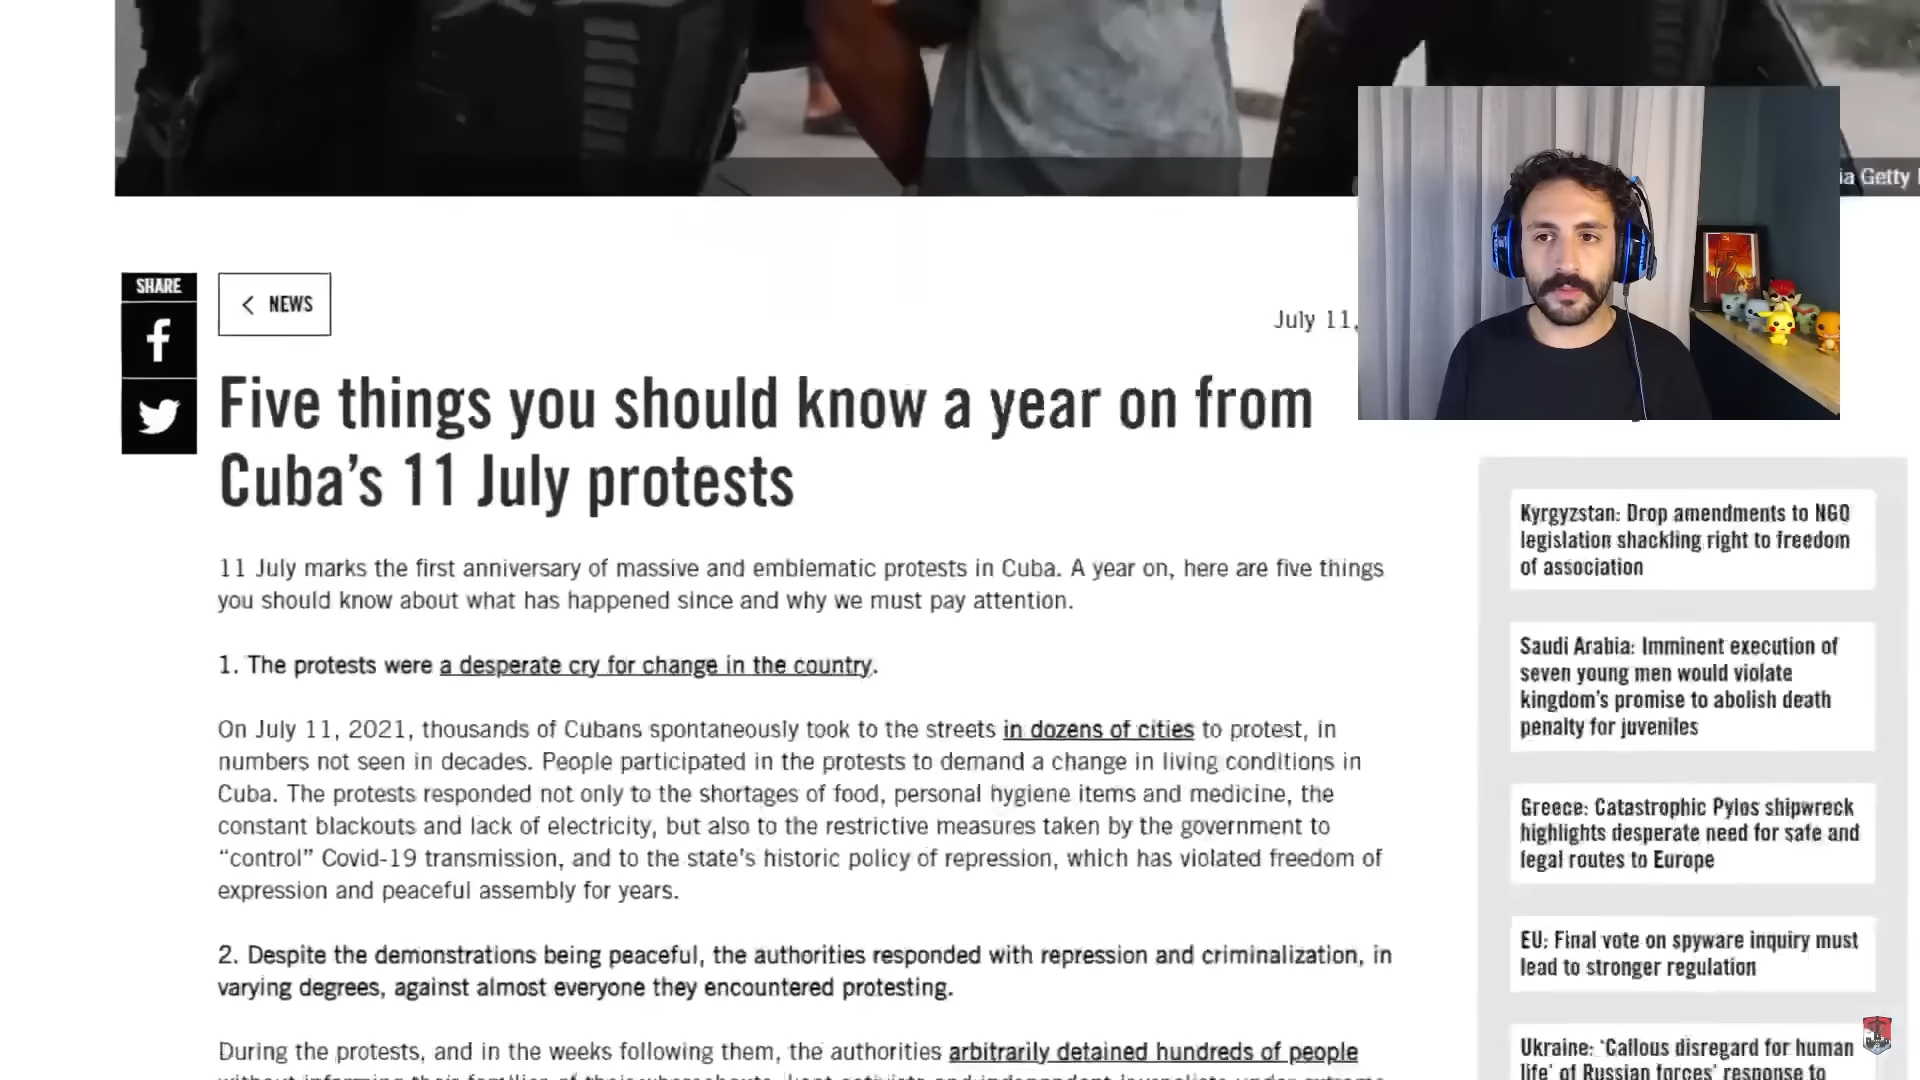 ia Getty
SHARE
NEWS
July 11,
Five things you should know a year on from
Cuba’s 11 July protests
11 July marks the first anniversary of massive and emblematic protests in Cuba. A year on, here are five things
you should know about what has happened since and why we must pay attention.
1. The protests were a desperate cry for change in the country.
On July 11, 2021, thousands of Cubans spontaneously took to the streets in dozens of cities to protest, in
numbers not seen in decades. People participated in the protests to demand a change in living conditions in
Cuba. The protests responded not only to the shortages of food, personal hygiene items and medicine, the
constant blackouts and lack of electricity, but also to the restrictive measures taken by the government to
“control” Covid-19 transmission, and to the state’s historic policy of repression, which has violated freedom of
expression and peaceful assembly for years.
2. Despite the demonstrations being peaceful, the authorities responded with repression and criminalization, in
varying degrees, against almost everyone they encountered protesting.
During the protests, and in the weeks following them, the authorities arbitrarily detained hundreds of people
Kyrgyzstan: Drop amendments to NGO
legislation shackling right to freedom
of association
Saudi Arabia: Imminent execution of
seven young men would violate
kingdom’s promise to abolish death
penalty for juveniles
Greece: Catastrophic Pylos shipwreck
highlights desperate need for safe and
legal routes to Europe
EU: Final vote on spyware inquiry must
lead to stronger regulation
Ukraine: ‘Callous disregard for human
life’ of Russian forces’ response to